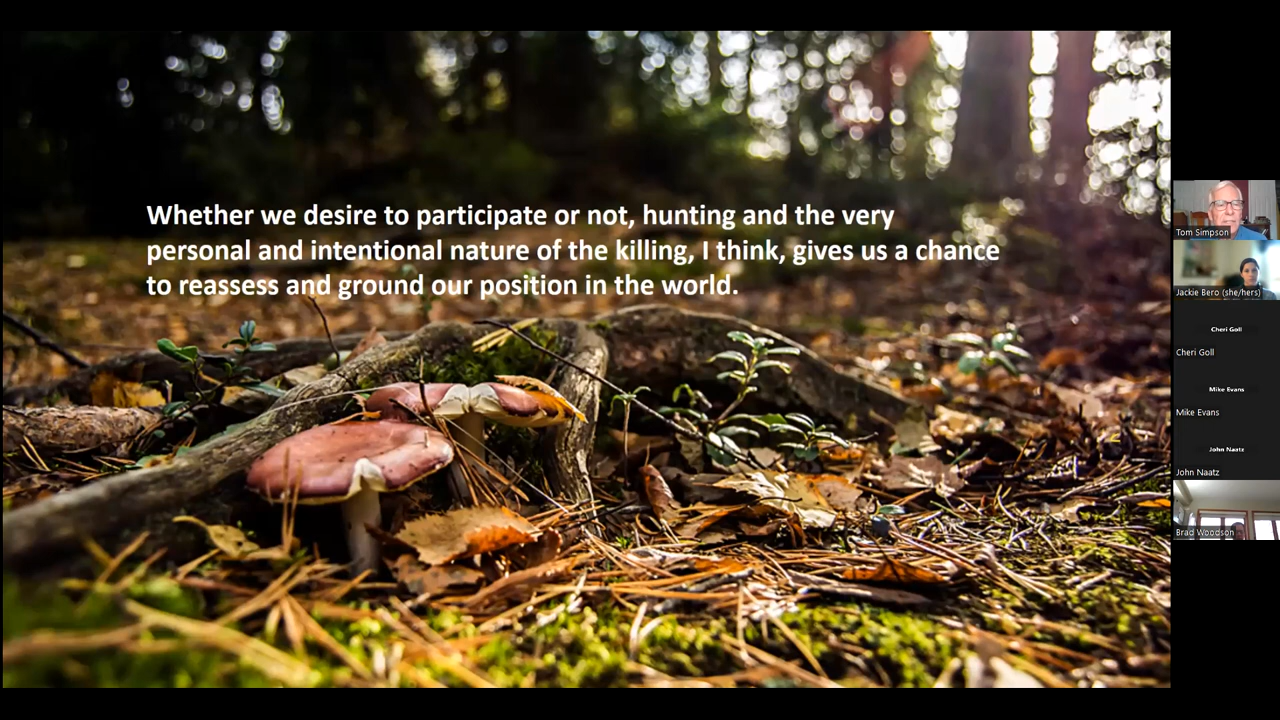 Whether we desire to participate or not, hunting and the very
personal and intentional nature of the killing, I think, gives us a chance
to reassess and ground our position in the world.
Tom Simpson
Jackie Bero (she/hers)
Cheri Goll
Cheri Goll
Mike Evans
Mike Evans
John Naatz
John Naatz
Brad Woodson